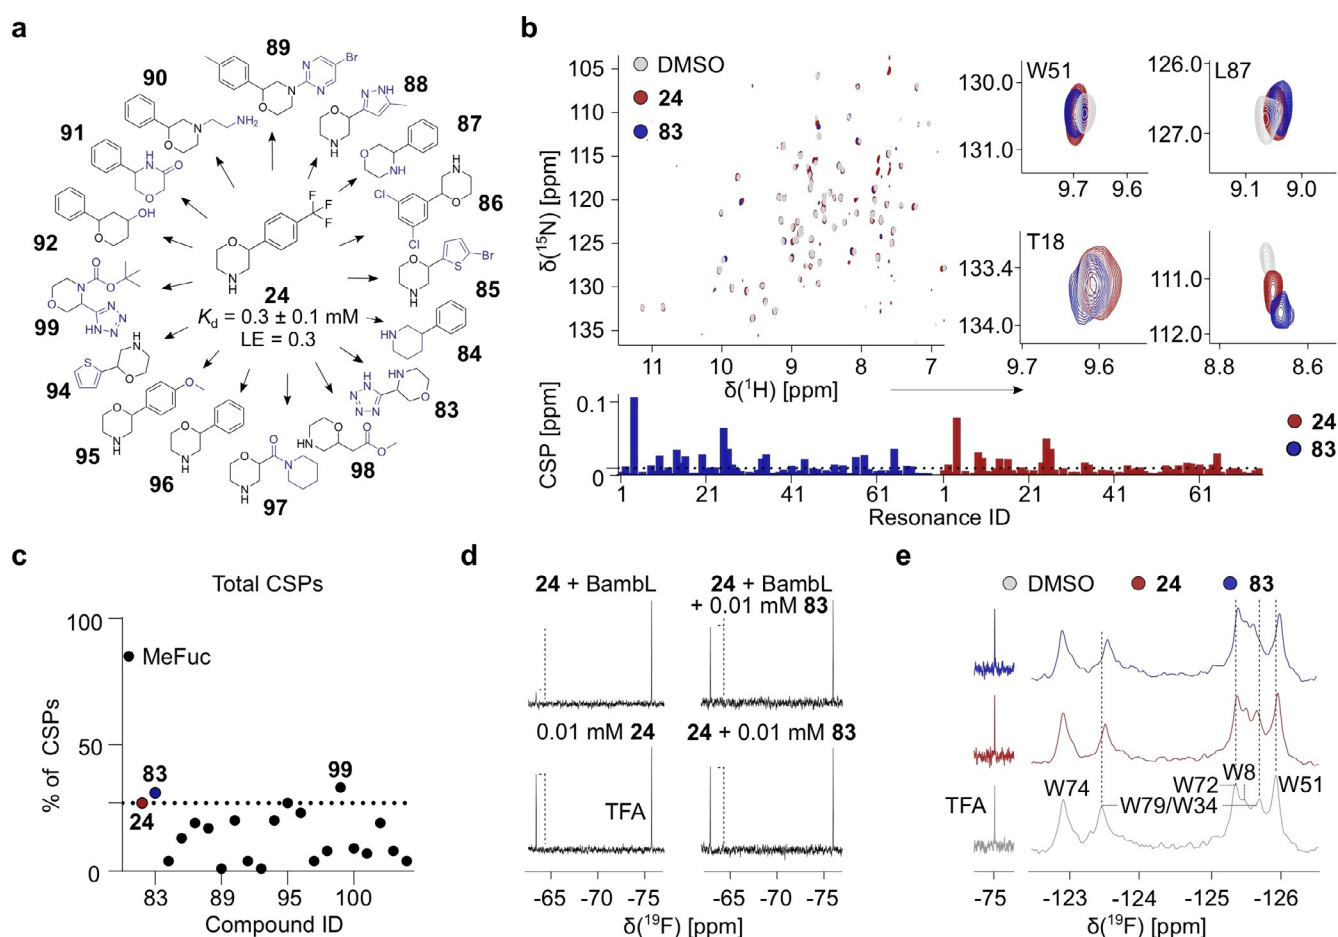 a
89
90
88
91
87
86
92
85
99
24
Kd = 0.3 ± 0.1 mM
LE = 0.3
84
94
83
95
96
97
98
N
O
Br
NH
NH2
HN
OH
F
Cl
S
b
DMSO
24
83
105
110
115
120
125
130
135
δ(15N) [ppm]
11
10
9
8
7
δ(1H) [ppm]
W51
130.0
131.0
9.7
9.6
L87
126.0
127.0
9.1
9.0
T18
133.4
134.0
9.7
9.6
111.0
112.0
8.8
8.6
CSP [ppm]
0.1
0
1
21
41
61
1
21
41
61
Resonance ID
24
83
c
Total CSPs
% of CSPs
100
50
0
MeFuc
83
24
99
83
89
95
100
Compound ID
d
24 + BambL
24 + BambL
+ 0.01 mM 83
0.01 mM 24
24 + 0.01 mM 83
TFA
-65
-70
-75
-65
-70
-75
δ(19F) [ppm]
e
DMSO
24
83
TFA
W74
W79/W34
W72
W8
W51
-75
-123
-124
-125
-126
δ(19F) [ppm]